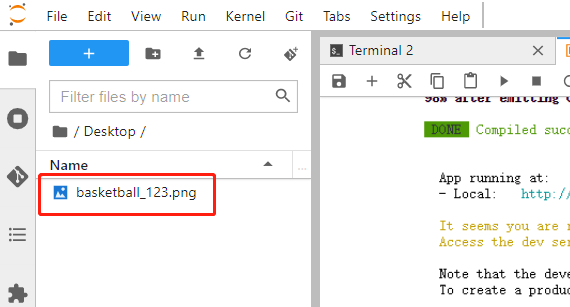 File Edit View Run Kernel Git Tabs Settings Help
Terminal 2
Filter files by name
/ Desktop /
Name
basketball_123.png
98% after emitting
DONE Compiled succ
App running at:
- Local: http://
It seems you are r
Access the dev ser
Note that the deve
To create a produc